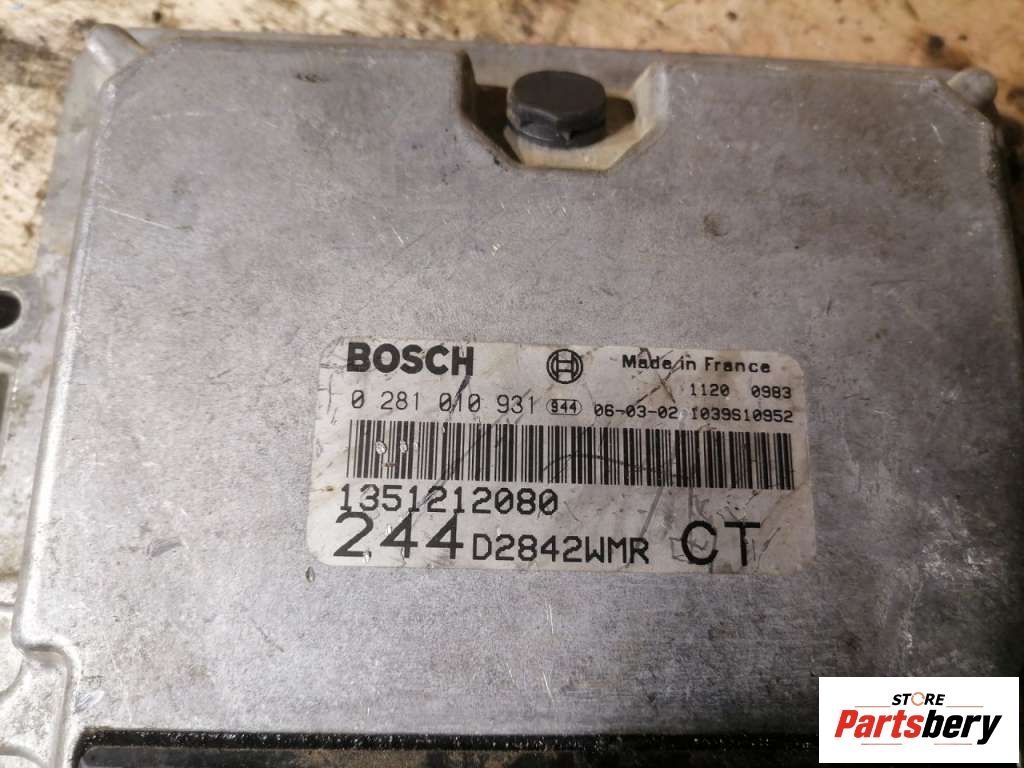 BOSCH Made in France
1120 0983
0 281 010 931 944 06-03-02 1039S10952
1351212080
244 D2842WMR CT
STORE
Partsbery